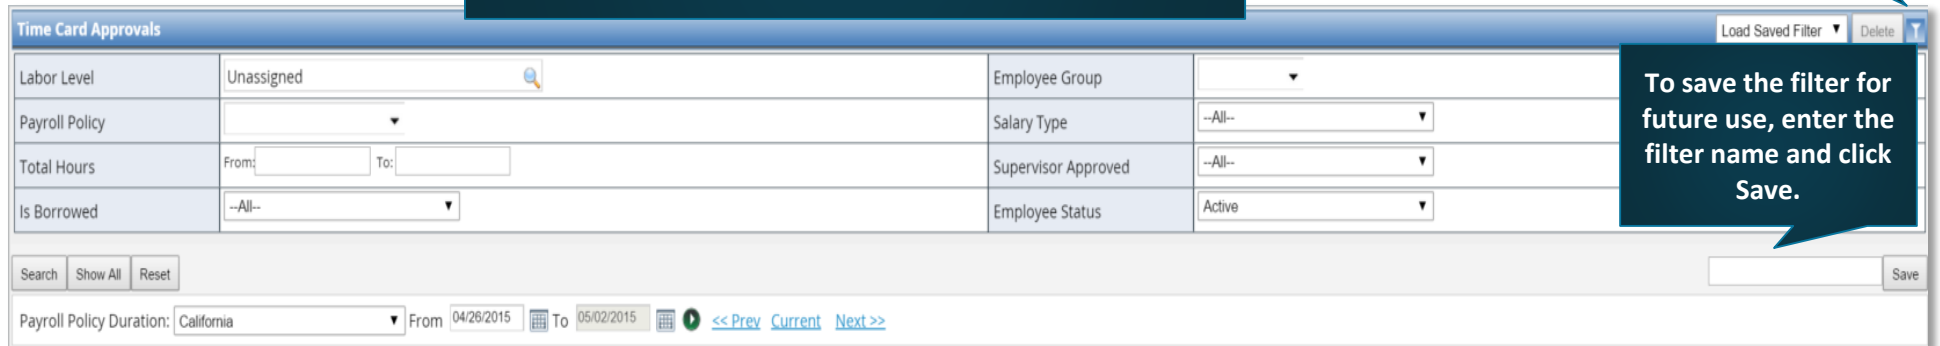 Time Card Approvals Load Saved Filter Delete
Labor Level Unassigned Employee Group
Payroll Policy Salary Type --All--
Total Hours From: To: Supervisor Approved --All--
Is Borrowed --All-- Employee Status Active
To save the filter for
future use, enter the
filter name and click
Save.
Search Show All Reset Save
Payroll Policy Duration: California From 04/26/2015 To 05/02/2015 << Prev Current Next >>